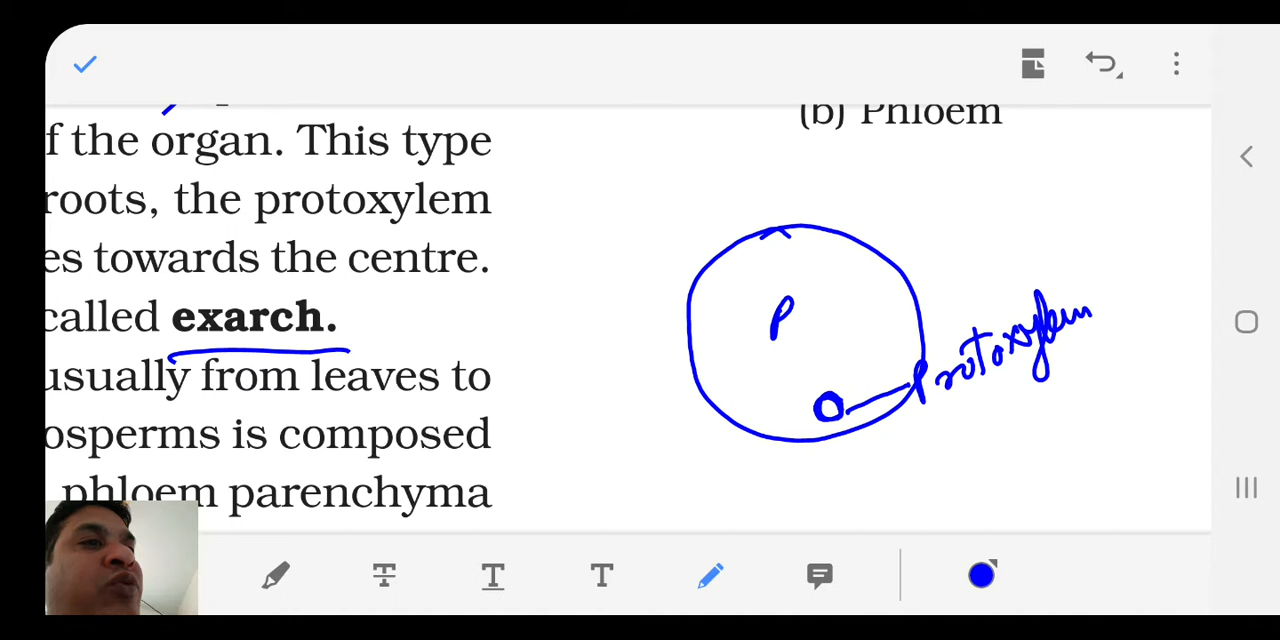 f the organ. This type
roots, the protoxylem
es towards the centre.
called exarch.
usually from leaves to
osperms is composed
phloem parenchyma
(b) Phloem
P
Protoxylem